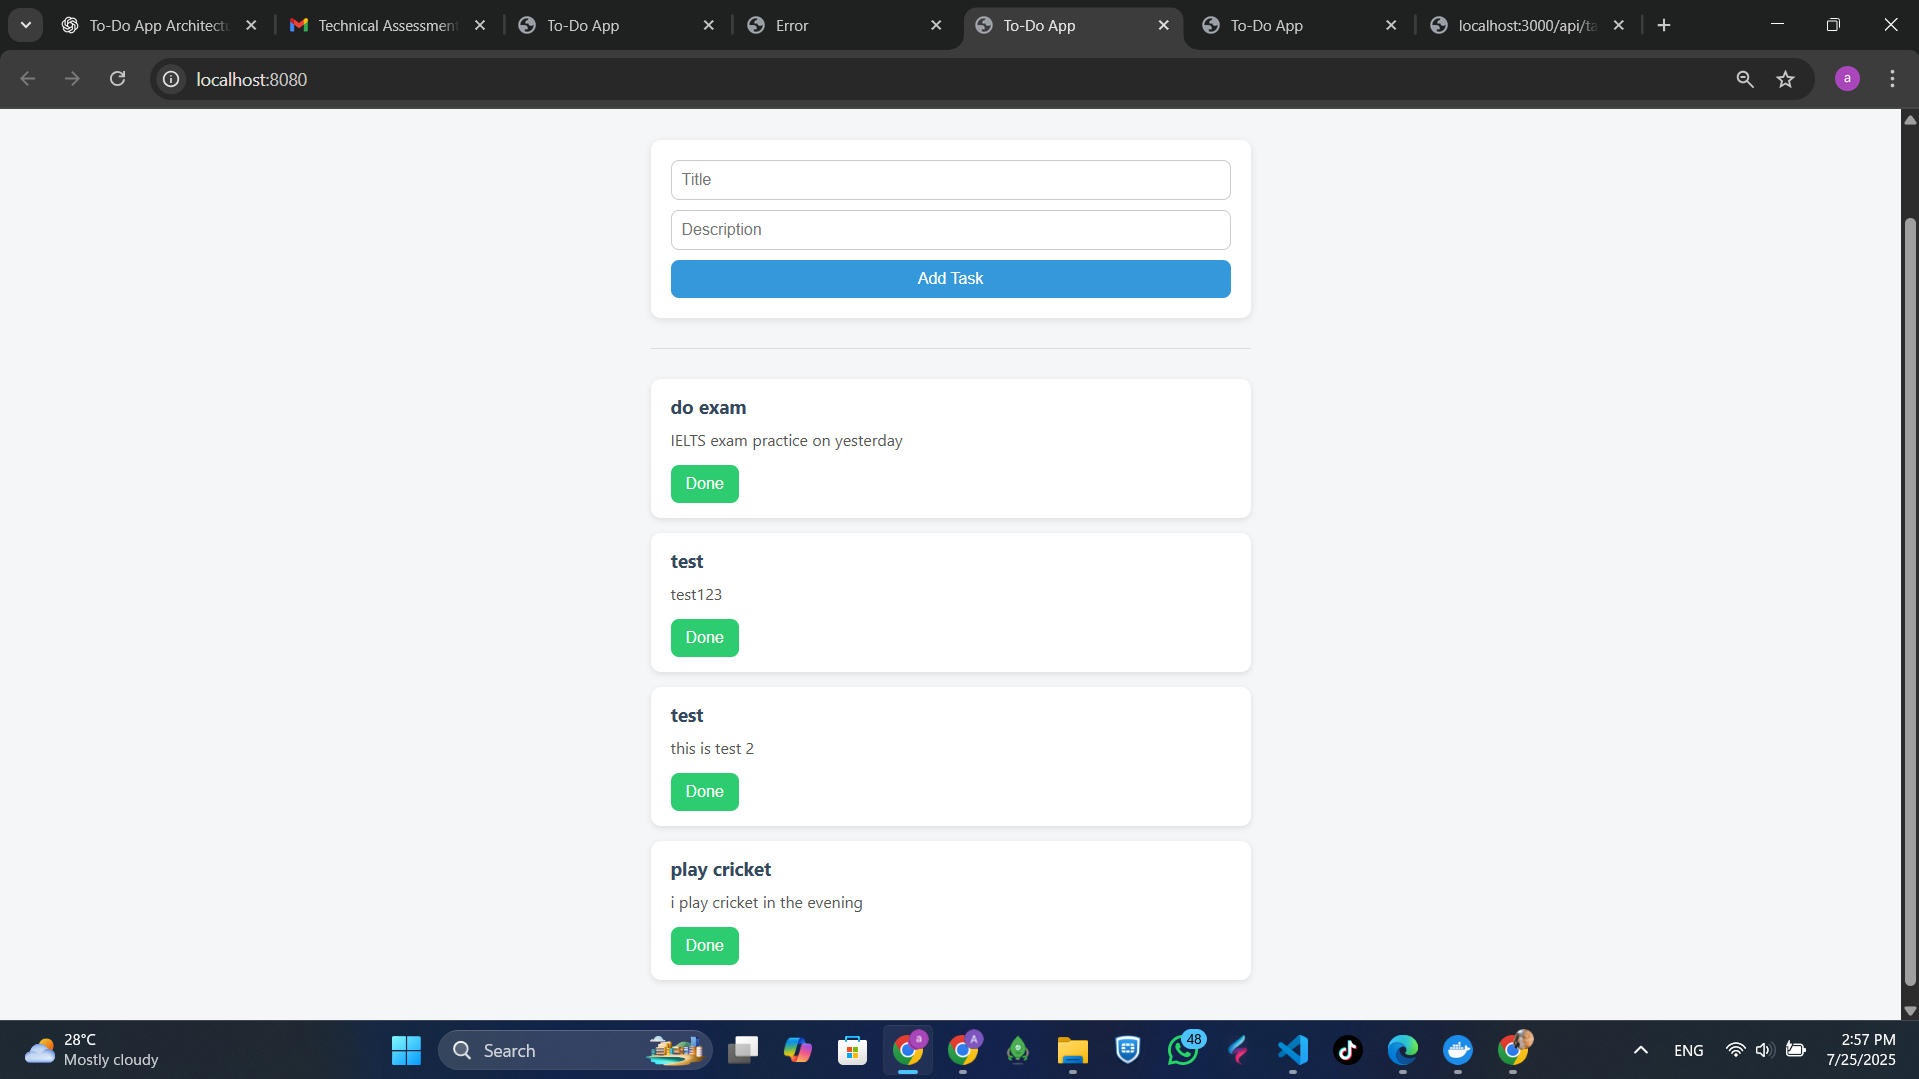 To-Do App Architectu
Technical Assessment
To-Do App
Error
To-Do App
To-Do App
localhost:3000/api/ta
localhost:8080
a
Title
Description
Add Task
do exam
IELTS exam practice on yesterday
Done
test
test123
Done
test
this is test 2
Done
play cricket
i play cricket in the evening
Done
28°C
Mostly cloudy
Search
a
A
48
ENG
2:57 PM
7/25/2025